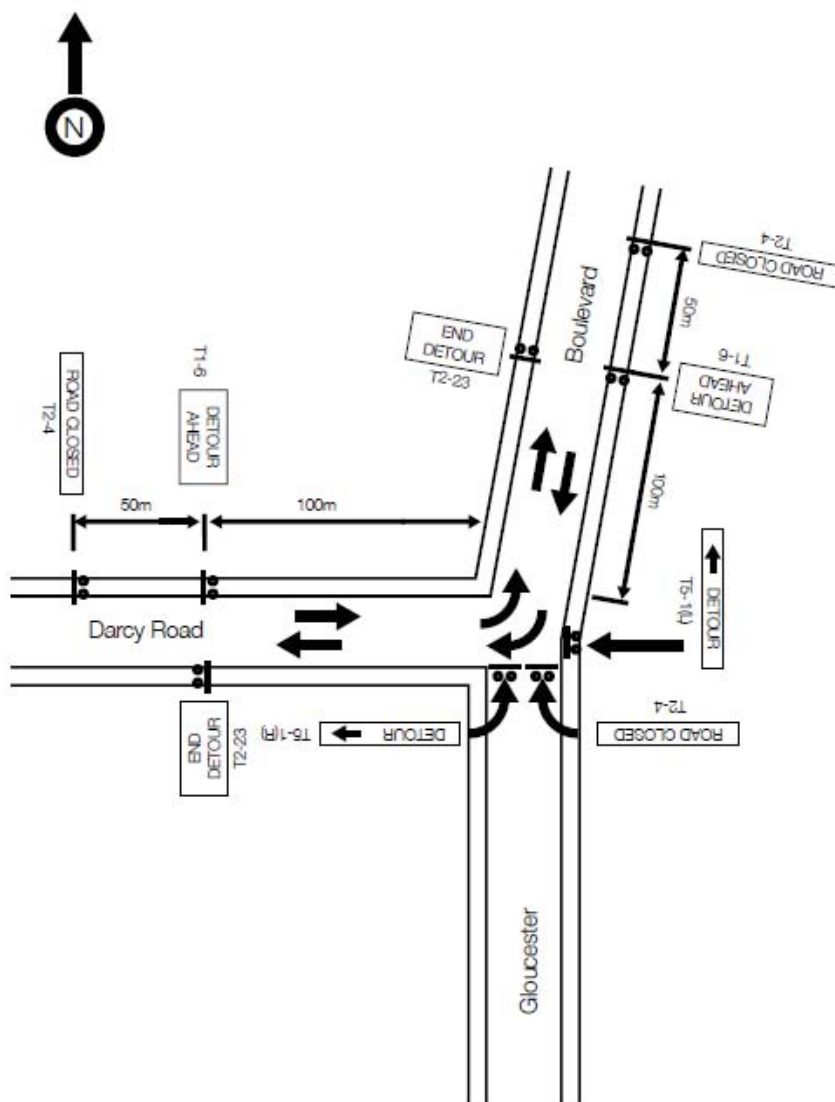 N
ROAD CLOSED
T2-4
50m
Boulevard
END
DETOUR
T2-23
DETOUR
AHEAD
T1-6
100m
ROAD CLOSED
T2-4
T1-6
DETOUR
AHEAD
50m
100m
DETOUR
T5-1(L)
Darcy Road
T2-4
ROAD CLOSED
DETOUR
T5-1(R)
END
DETOUR
T2-23
Gloucester